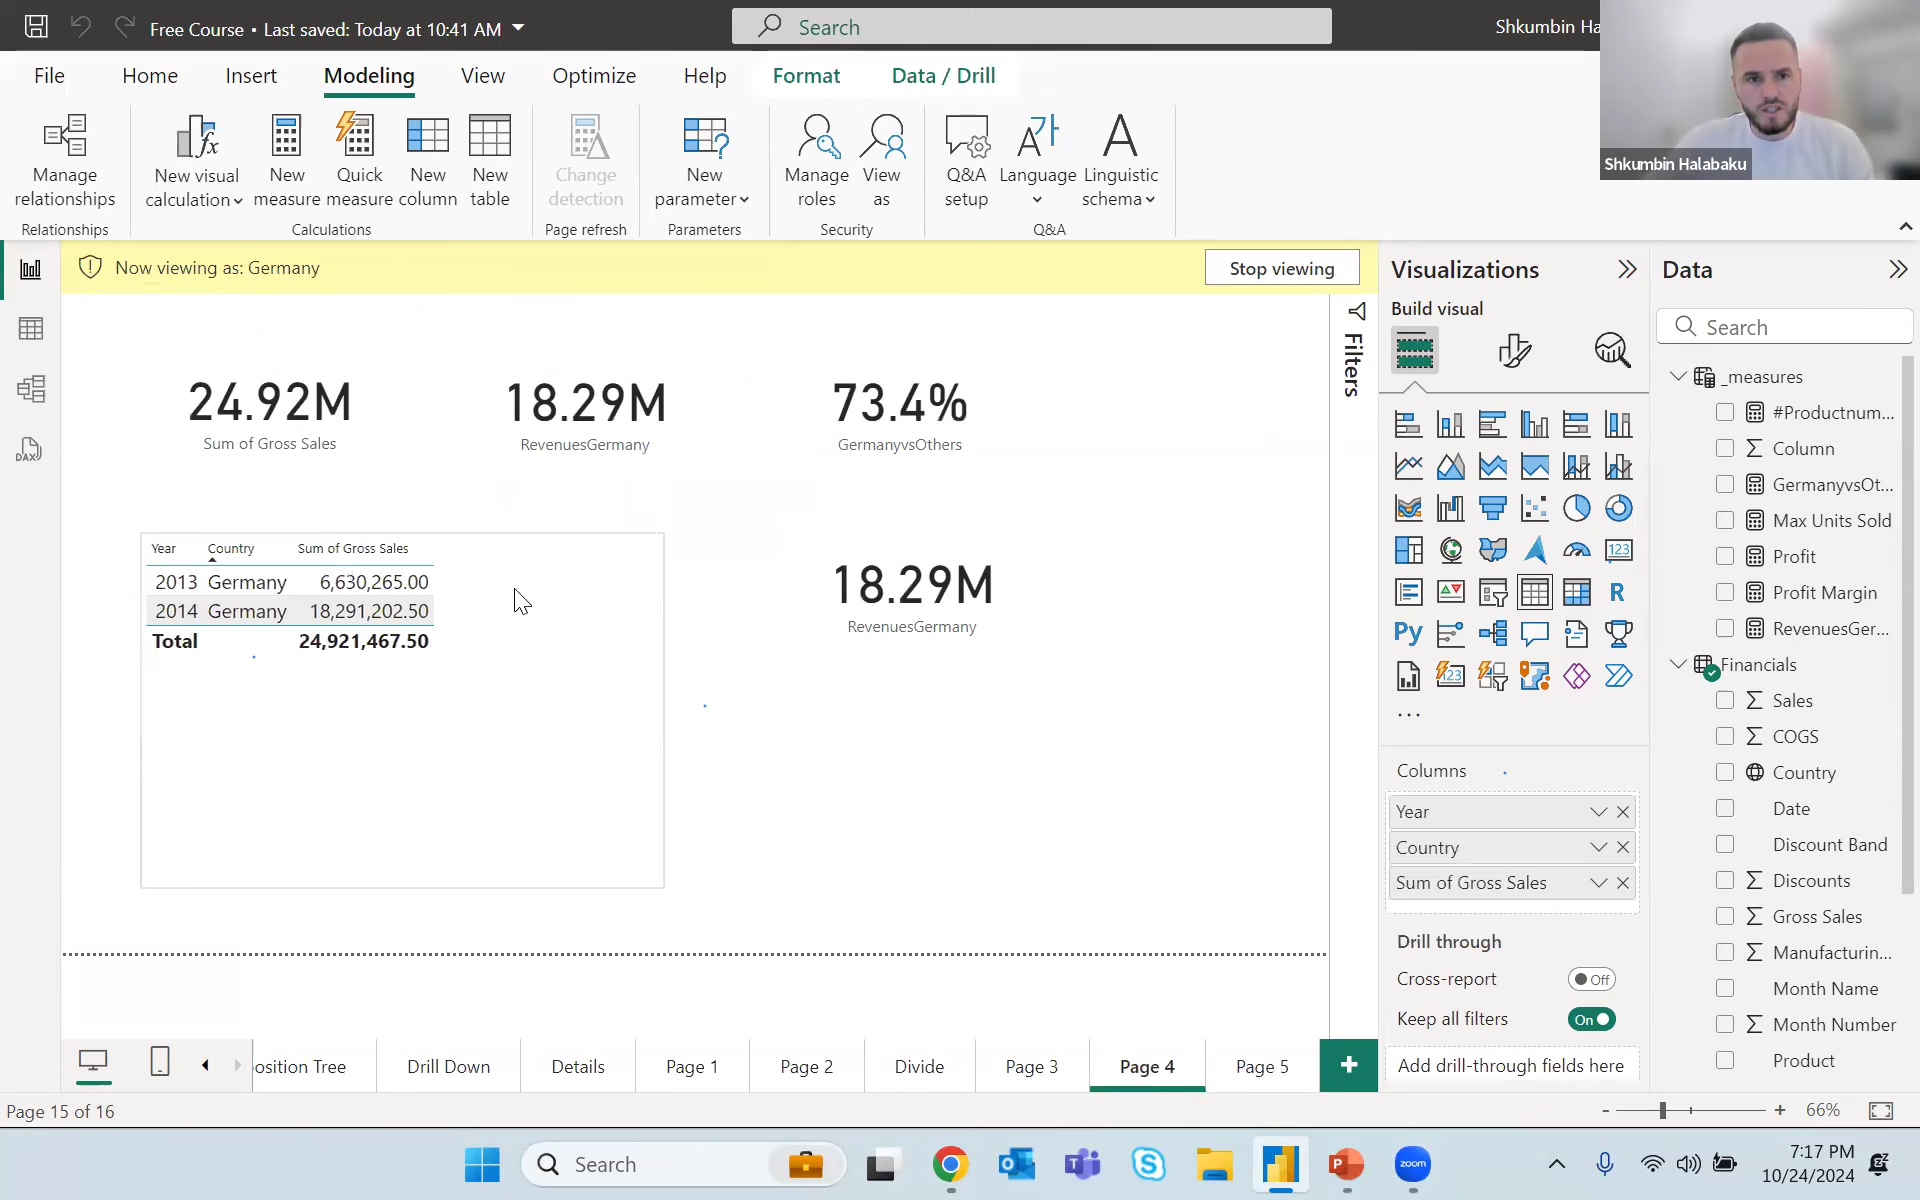 Free Course • Last saved: Today at 10:41 AM
Search
Shkumbin Ha
File Home Insert Modeling View Optimize Help Format Data / Drill
Manage relationships
New visual calculation
New measure
Quick measure
New column
New table
Change detection
New parameter
Manage roles
View as
Q&A setup
Language
Linguistic schema
Relationships
Calculations
Page refresh
Parameters
Security
Q&A
Shkumbin Halabaku
Now viewing as: Germany
Stop viewing
24.92M
Sum of Gross Sales
18.29M
RevenuesGermany
73.4%
GermanyvsOthers
Year Country Sum of Gross Sales
2013 Germany 6,630,265.00
2014 Germany 18,291,202.50
Total 24,921,467.50
18.29M
RevenuesGermany
Filters
Visualizations
Build visual
123
R
Py
123
...
Columns
Year
Country
Sum of Gross Sales
Drill through
Cross-report
Off
Keep all filters
On
Add drill-through fields here
Data
Search
_measures
#Productnum...
Column
GermanyvsOt...
Max Units Sold
Profit
Profit Margin
RevenuesGer...
Financials
Sales
COGS
Country
Date
Discount Band
Discounts
Gross Sales
Manufacturin...
Month Name
Month Number
Product
DAX
osition Tree
Drill Down
Details
Page 1
Page 2
Divide
Page 3
Page 4
Page 5
+
Page 15 of 16
- + 66%
Search
zoom
7:17 PM
10/24/2024